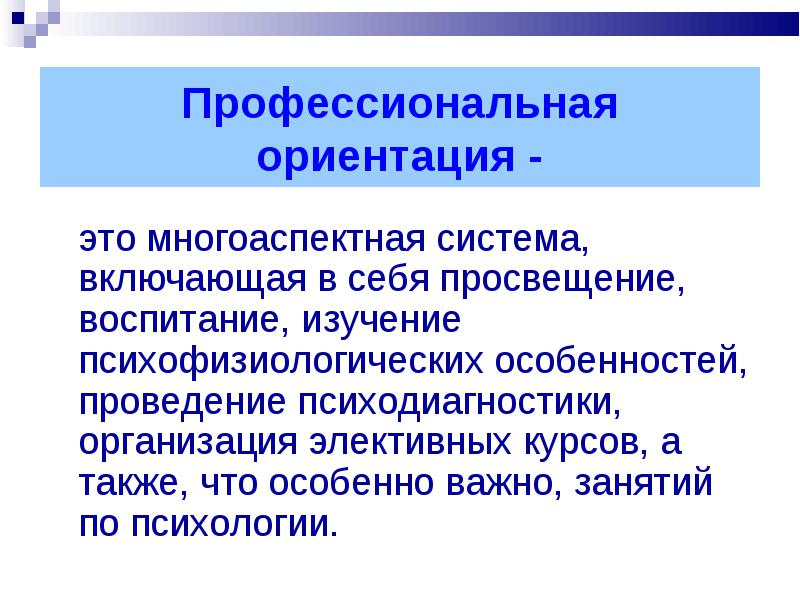 Профессиональная
ориентация -
это многоаспектная система,
включающая в себя просвещение,
воспитание, изучение
психофизиологических особенностей,
проведение психодиагностики,
организация элективных курсов, а
также, что особенно важно, занятий
по психологии.